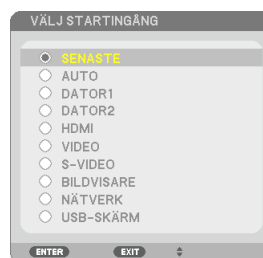 VÄLJ STARTINGÅNG
SENASTE
AUTO
DATOR1
DATOR2
HDMI
VIDEO
S-VIDEO
BILDVISARE
NÄTVERK
USB-SKÄRM
ENTER EXIT